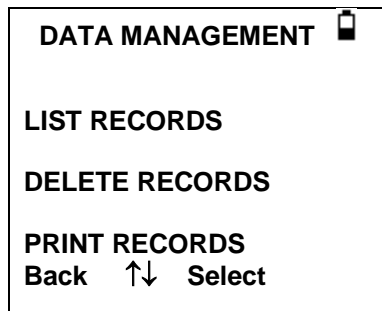 DATA MANAGEMENT
LIST RECORDS
DELETE RECORDS
PRINT RECORDS
Back ↑↓ Select